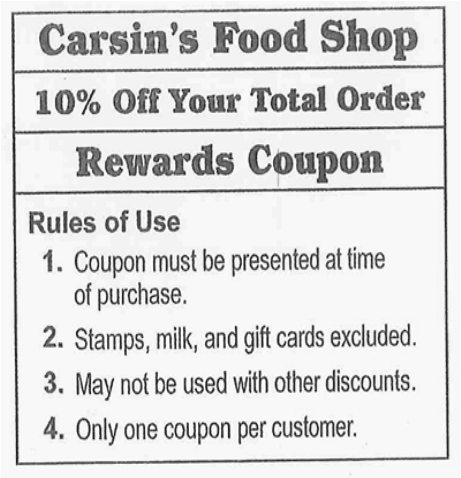 Carsin's Food Shop
10% Off Your Total Order
Rewards Coupon
Rules of Use
1. Coupon must be presented at time
of purchase.
2. Stamps, milk, and gift cards excluded.
3. May not be used with other discounts.
4. Only one coupon per customer.